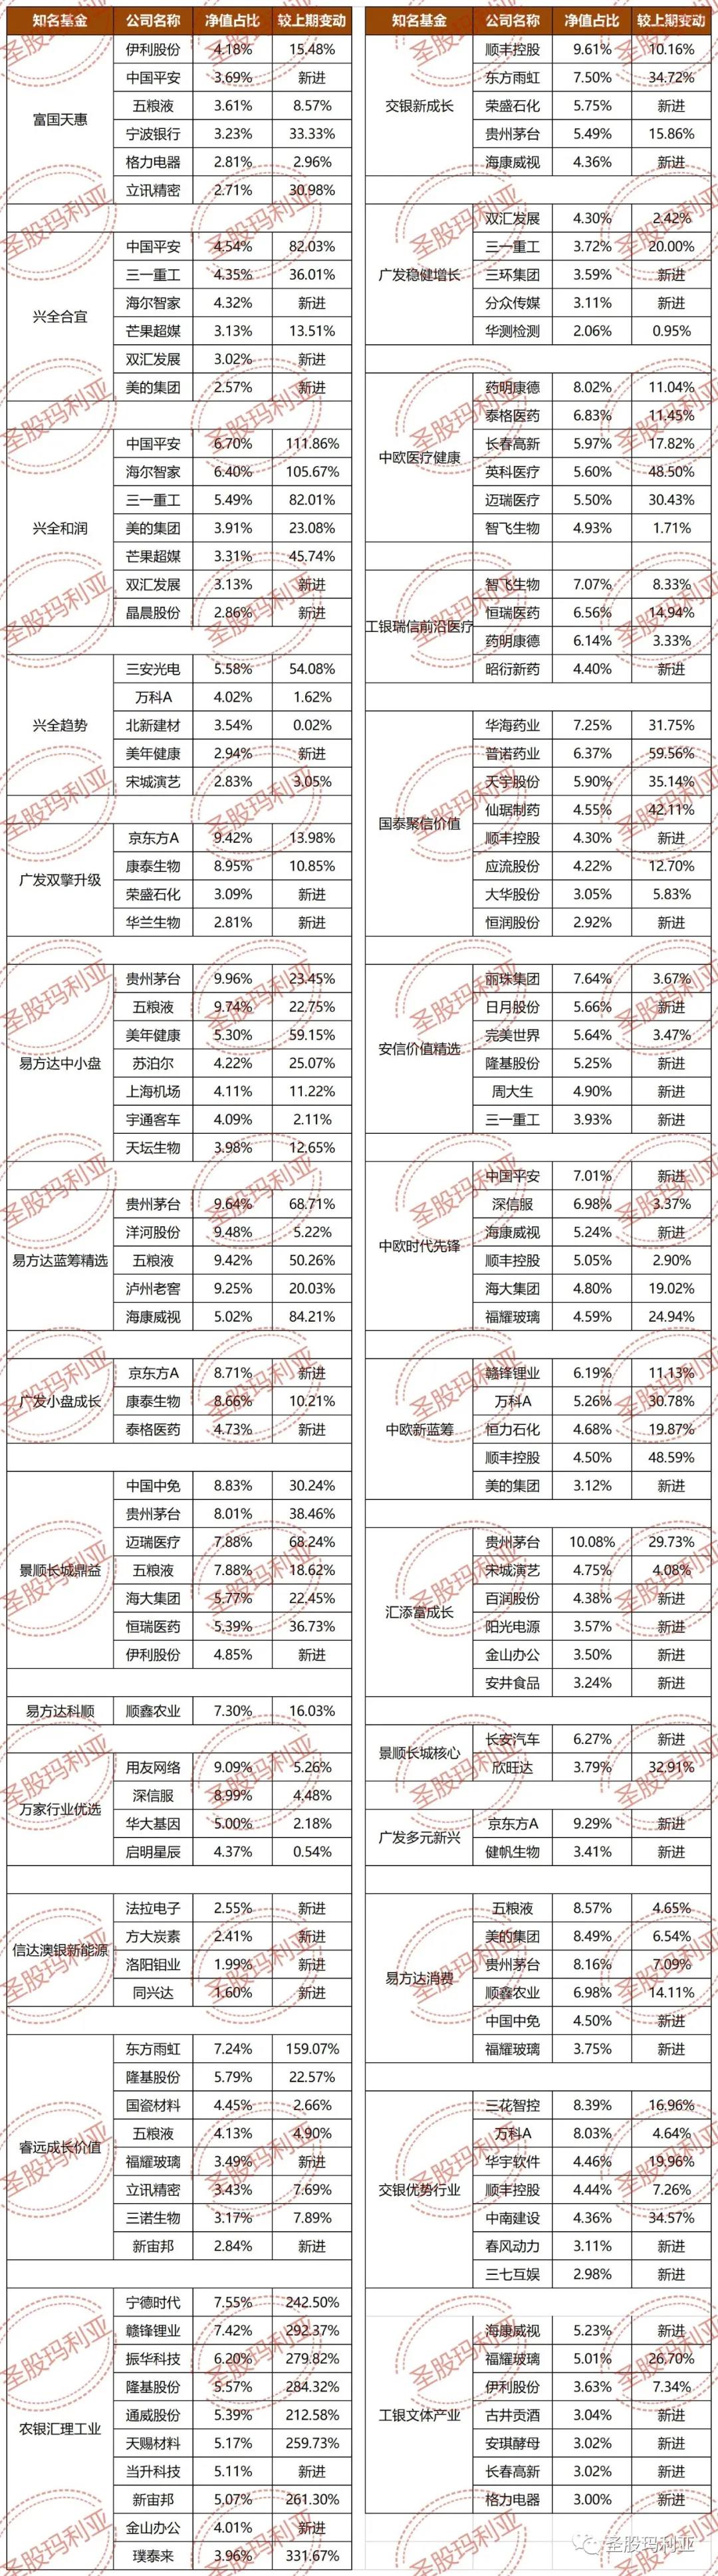 知名基金 公司名称 净值占比 较上期变动
富国天惠
伊利股份 4.18% 15.48%
中国平安 3.69% 新进
五粮液 3.61% 8.57%
宁波银行 3.23% 33.33%
格力电器 2.81% 2.96%
立讯精密 2.71% 30.98%
兴全合宜
中国平安 4.54% 82.03%
三一重工 4.35% 36.01%
海尔智家 4.32% 新进
芒果超媒 3.13% 13.51%
双汇发展 3.02% 新进
美的集团 2.57% 新进
兴全和润
中国平安 6.70% 111.86%
海尔智家 6.40% 105.67%
三一重工 5.49% 82.01%
美的集团 3.91% 23.08%
芒果超媒 3.31% 45.74%
双汇发展 3.13% 新进
晶晨股份 2.86% 新进
兴全趋势
三安光电 5.58% 54.08%
万科A 4.02% 1.62%
北新建材 3.54% 0.02%
美年健康 2.94% 新进
宋城演艺 2.83% 3.05%
广发双擎升级
京东方A 9.42% 13.98%
康泰生物 8.95% 10.85%
荣盛石化 3.09% 新进
华兰生物 2.81% 新进
易方达中小盘
贵州茅台 9.96% 23.45%
五粮液 9.74% 22.75%
美年健康 5.30% 59.15%
苏泊尔 4.22% 25.07%
上海机场 4.11% 11.22%
宇通客车 4.09% 2.11%
天坛生物 3.98% 12.65%
易方达蓝筹精选
贵州茅台 9.64% 68.71%
洋河股份 9.48% 5.22%
五粮液 9.42% 50.26%
泸州老窖 9.25% 20.03%
海康威视 5.02% 84.21%
广发小盘成长
京东方A 8.71% 新进
康泰生物 8.66% 10.21%
泰格医药 4.73% 新进
景顺长城鼎益
中国中免 8.83% 30.24%
贵州茅台 8.01% 38.46%
迈瑞医疗 7.88% 68.24%
五粮液 7.88% 18.62%
海大集团 5.77% 22.45%
恒瑞医药 5.39% 36.73%
伊利股份 4.85% 新进
易方达科顺
顺鑫农业 7.30% 16.03%
万家行业优选
用友网络 9.09% 5.26%
深信服 8.99% 4.48%
华大基因 5.00% 2.18%
启明星辰 4.37% 0.54%
信达澳银新能源
法拉电子 2.55% 新进
方大炭素 2.41% 新进
洛阳钼业 1.99% 新进
同兴达 1.60% 新进
睿远成长价值
东方雨虹 7.24% 159.07%
隆基股份 5.79% 22.57%
国瓷材料 4.45% 2.66%
五粮液 4.13% 4.90%
福耀玻璃 3.49% 新进
立讯精密 3.43% 7.69%
三诺生物 3.17% 7.89%
新宙邦 2.84% 新进
农银汇理工业
宁德时代 7.55% 242.50%
赣锋锂业 7.42% 292.37%
振华科技 6.20% 279.82%
隆基股份 5.57% 284.32%
通威股份 5.39% 212.58%
天赐材料 5.17% 259.73%
当升科技 5.11% 新进
新宙邦 5.07% 261.30%
金山办公 4.01% 新进
璞泰来 3.96% 331.67%
知名基金 公司名称 净值占比 较上期变动
交银新成长
顺丰控股 9.61% 10.16%
东方雨虹 7.50% 34.72%
荣盛石化 5.75% 新进
贵州茅台 5.49% 15.86%
海康威视 4.36% 新进
广发稳健增长
双汇发展 4.30% 2.42%
三一重工 3.72% 20.00%
三环集团 3.59% 新进
分众传媒 3.11% 新进
华测检测 2.06% 0.95%
中欧医疗健康
药明康德 8.02% 11.04%
泰格医药 6.83% 11.45%
长春高新 5.97% 17.82%
英科医疗 5.60% 48.50%
迈瑞医疗 5.50% 30.43%
智飞生物 4.93% 1.71%
工银瑞信前沿医疗
智飞生物 7.07% 8.33%
恒瑞医药 6.56% 14.94%
药明康德 6.14% 3.33%
昭衍新药 4.40% 新进
国泰聚信价值
华海药业 7.25% 31.75%
普诺药业 6.37% 59.56%
天宇股份 5.90% 35.14%
仙琚制药 4.55% 42.11%
顺丰控股 4.30% 新进
应流股份 4.22% 12.70%
大华股份 3.05% 5.83%
恒润股份 2.92% 新进
安信价值精选
丽珠集团 7.64% 3.67%
日月股份 5.66% 新进
完美世界 5.64% 3.47%
隆基股份 5.25% 新进
周大生 4.90% 新进
三一重工 3.93% 新进
中欧时代先锋
中国平安 7.01% 新进
深信服 6.98% 3.37%
海康威视 5.24% 新进
顺丰控股 5.05% 2.90%
海大集团 4.80% 19.02%
福耀玻璃 4.59% 24.94%
中欧新蓝筹
赣锋锂业 6.19% 11.13%
万科A 5.26% 30.78%
恒力石化 4.68% 19.87%
顺丰控股 4.50% 48.59%
美的集团 3.12% 新进
汇添富成长
贵州茅台 10.08% 29.73%
宋城演艺 4.75% 4.08%
百润股份 4.38% 新进
阳光电源 3.57% 新进
金山办公 3.50% 新进
安井食品 3.24% 新进
景顺长城核心
长安汽车 6.27% 新进
欣旺达 3.79% 32.91%
广发多元新兴
京东方A 9.29% 新进
健帆生物 3.41% 新进
易方达消费
五粮液 8.57% 4.65%
美的集团 8.49% 6.54%
贵州茅台 8.16% 7.09%
顺鑫农业 6.98% 14.11%
中国中免 4.50% 新进
福耀玻璃 3.75% 新进
交银优势行业
三花智控 8.39% 16.96%
万科A 8.03% 4.64%
华宇软件 4.46% 19.96%
顺丰控股 4.44% 7.26%
中南建设 4.36% 34.57%
春风动力 3.11% 新进
三七互娱 2.98% 新进
工银文体产业
海康威视 5.23% 新进
福耀玻璃 5.01% 26.70%
伊利股份 3.63% 7.34%
古井贡酒 3.04% 新进
安琪酵母 3.02% 新进
长春高新 3.02% 新进
格力电器 3.00% 新进
圣股玛利亚